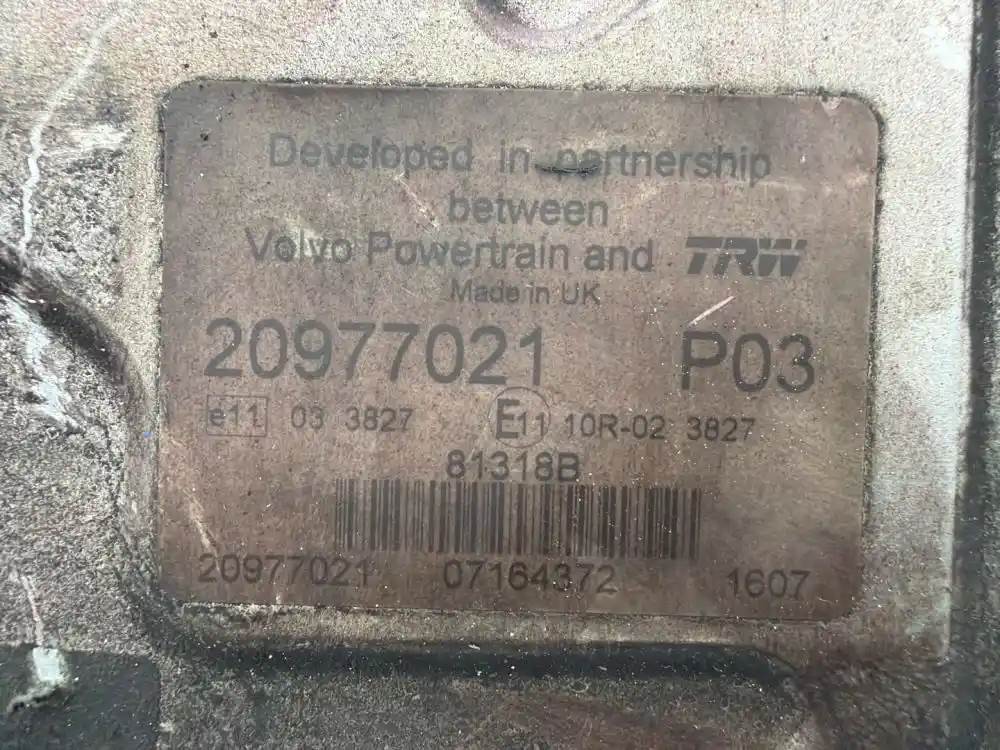 Developed in partnership
between
Volvo Powertrain and TRW
Made in UK
20977021 P03
e11 03 3827 E11 10R-02 3827
81318B
20977021 07164372 1607